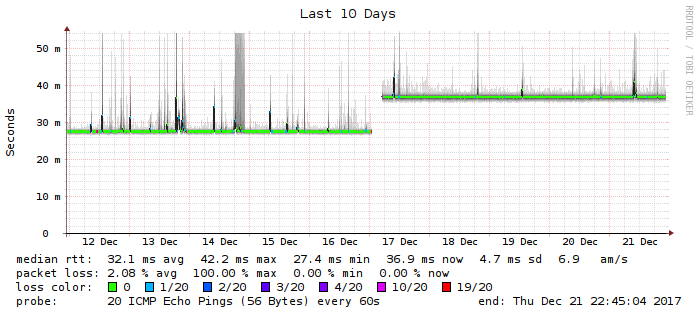 Last 10 Days
RRDTOOL / TOBI OETIKER
Seconds
50 m
40 m
30 m
20 m
10 m
0
12 Dec 13 Dec 14 Dec 15 Dec 16 Dec 17 Dec 18 Dec 19 Dec 20 Dec 21 Dec
median rtt: 32.1 ms avg 42.2 ms max 27.4 ms min 36.9 ms now 4.7 ms sd 6.9 am/s
packet loss: 2.08 % avg 100.00 % max 0.00 % min 0.00 % now
loss color: 0 1/20 2/20 3/20 4/20 10/20 19/20
probe: 20 ICMP Echo Pings (56 Bytes) every 60s end: Thu Dec 21 22:45:04 2017